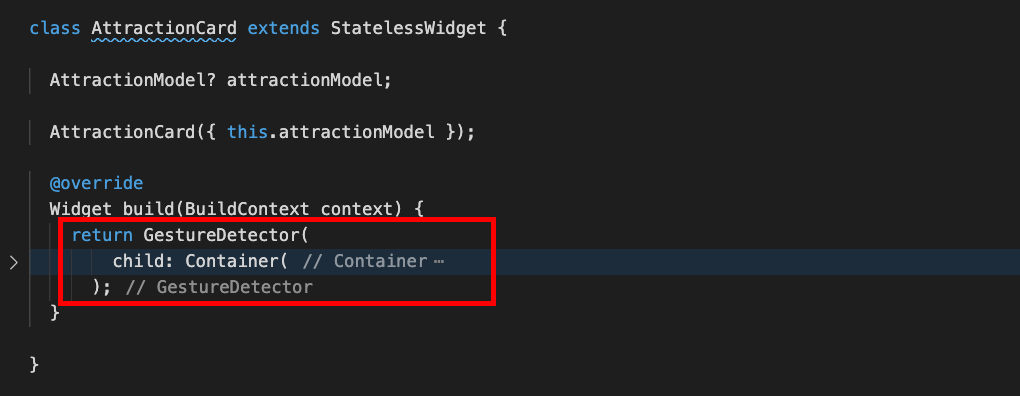 class AttractionCard extends StatelessWidget {
AttractionModel? attractionModel;
AttractionCard({ this.attractionModel });
@override
Widget build(BuildContext context) {
return GestureDetector(
child: Container( // Container ⋯
); // GestureDetector
}
}